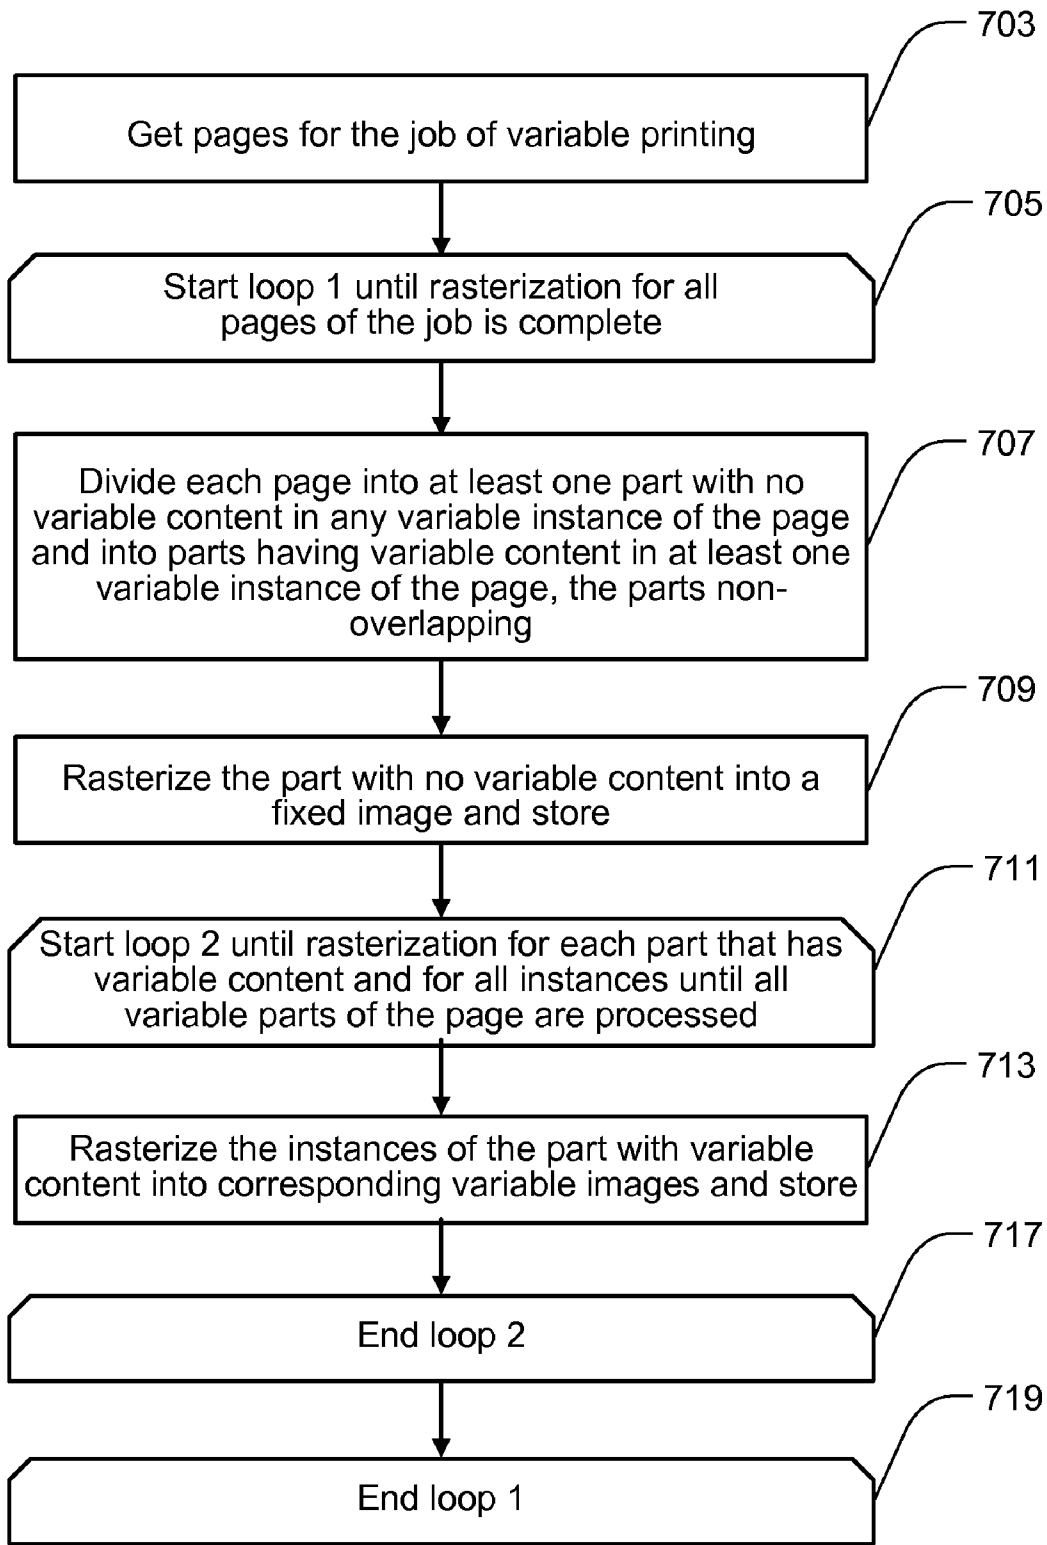 703
Get pages for the job of variable printing
705
Start loop 1 until rasterization for all
pages of the job is complete
707
Divide each page into at least one part with no
variable content in any variable instance of the page
and into parts having variable content in at least one
variable instance of the page, the parts non-
overlapping
709
Rasterize the part with no variable content into a
fixed image and store
711
Start loop 2 until rasterization for each part that has
variable content and for all instances until all
variable parts of the page are processed
713
Rasterize the instances of the part with variable
content into corresponding variable images and store
717
End loop 2
719
End loop 1